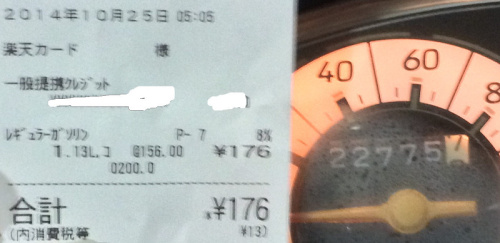 2014年10月25日 05:05
楽天カード 様
一般提携クレジット
レギュラーガソリン P- 7 8%
1.13L.コ @156.00 ¥176
0200.0
合計 ¥176
(内消費税等 ¥13)
40 60 8
22775 7